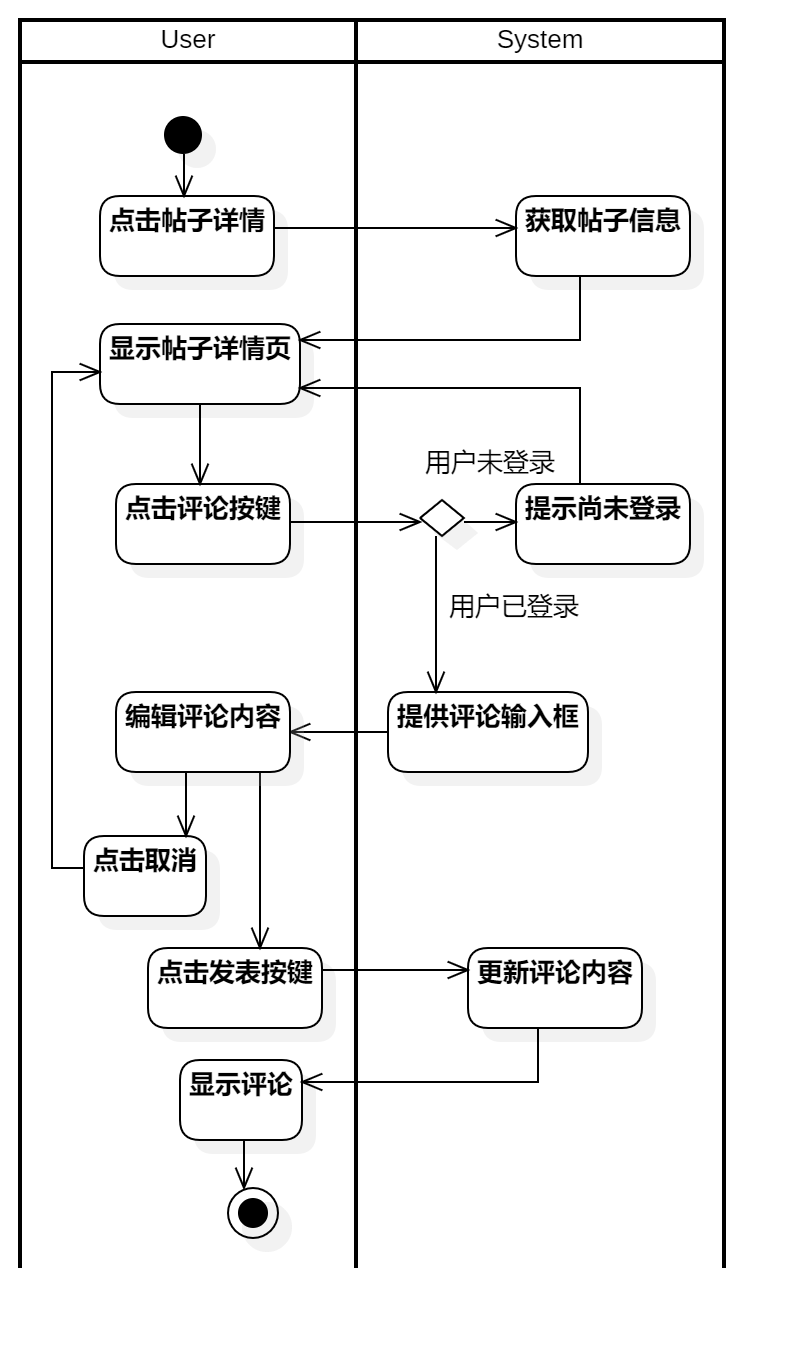 User
System
点击帖子详情
获取帖子信息
显示帖子详情页
用户未登录
点击评论按键
提示尚未登录
用户已登录
编辑评论内容
提供评论输入框
点击取消
点击发表按键
更新评论内容
显示评论